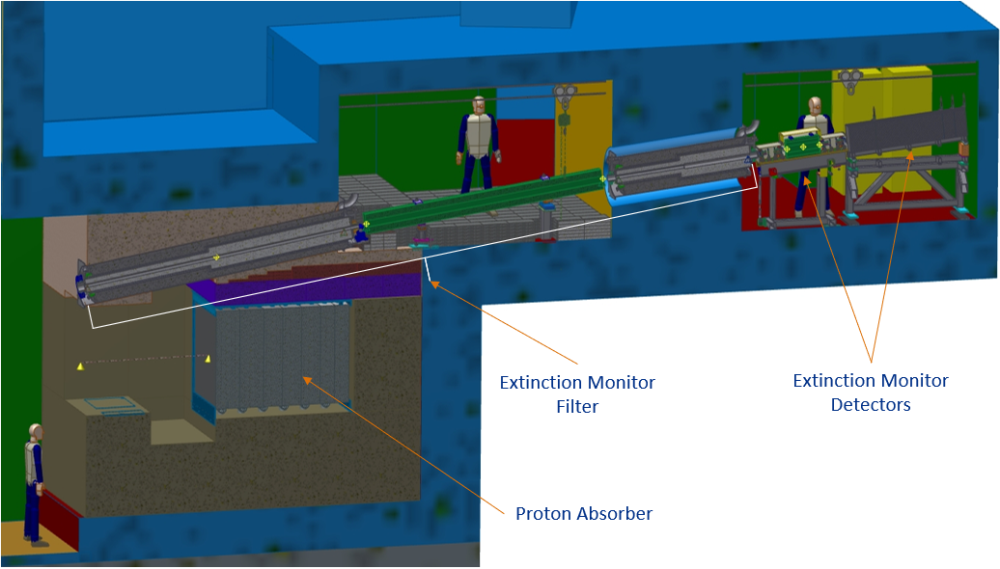 Extinction Monitor
Filter
Extinction Monitor
Detectors
Proton Absorber